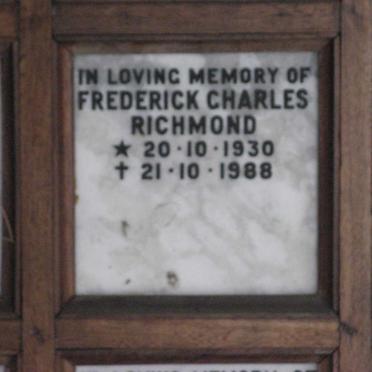 IN LOVING MEMORY OF
FREDERICK CHARLES
RICHMOND
★ 20·10·1930
✝ 21·10·1988